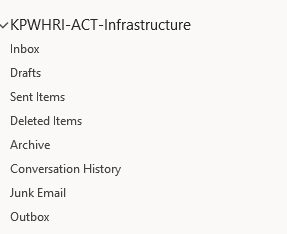 KPWHRI-ACT-Infrastructure
Inbox
Drafts
Sent Items
Deleted Items
Archive
Conversation History
Junk Email
Outbox